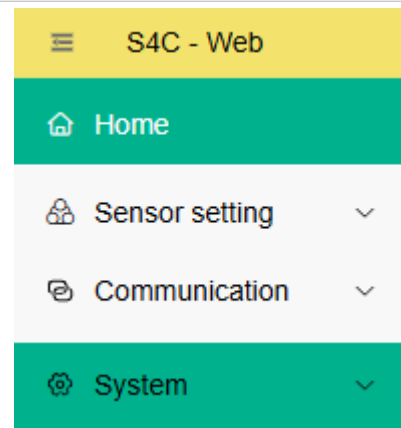 S4C - Web
Home
Sensor setting
Communication
System